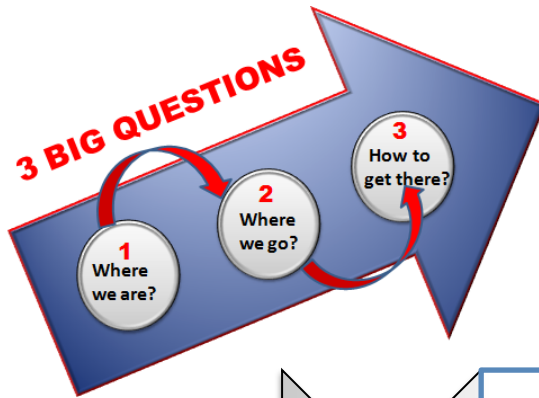 3 BIG QUESTIONS
1
Where
we are?
2
Where
we go?
3
How to
get there?